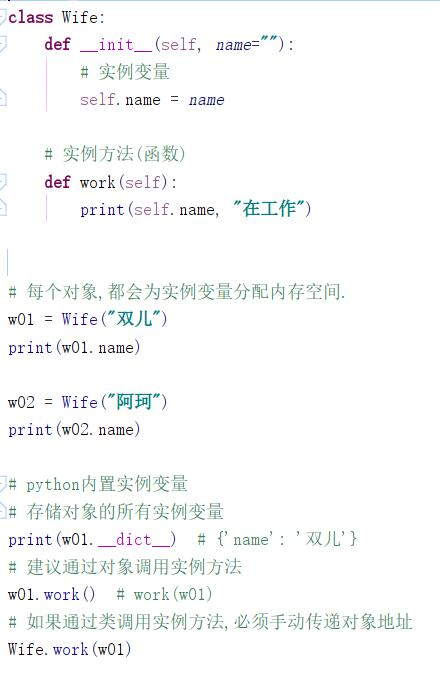 class Wife:
    def __init__(self, name=""):
        # 实例变量
        self.name = name

    # 实例方法(函数)
    def work(self):
        print(self.name, "在工作")


# 每个对象,都会为实例变量分配内存空间.
w01 = Wife("双儿")
print(w01.name)

w02 = Wife("阿珂")
print(w02.name)

# python内置实例变量
# 存储对象的所有实例变量
print(w01.__dict__)  # {'name': '双儿'}
# 建议通过对象调用实例方法
w01.work()  # work(w01)
# 如果通过类调用实例方法,必须手动传递对象地址
Wife.work(w01)